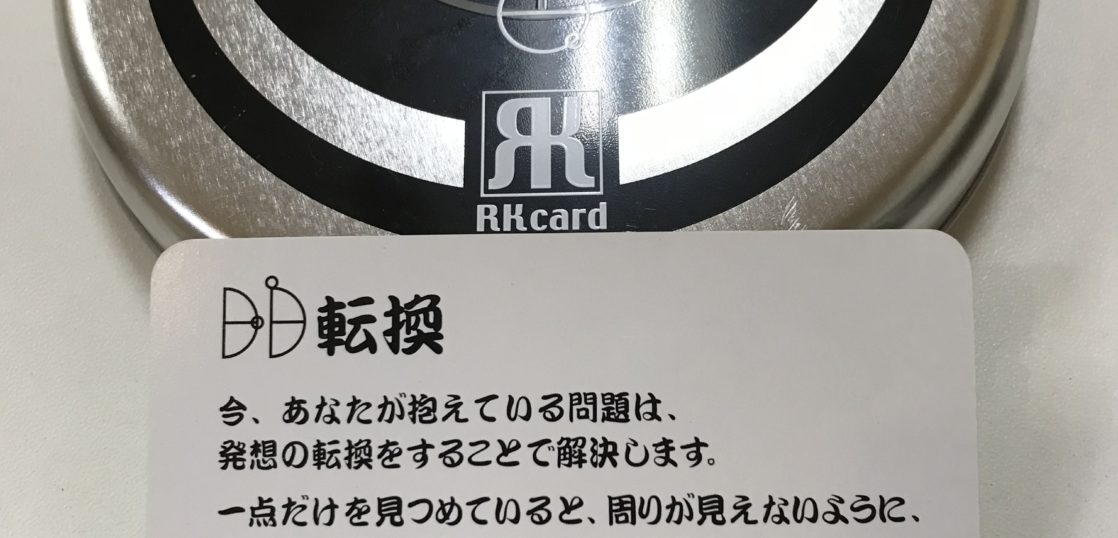 RK
RKcard
転換
今、あなたが抱えている問題は、
発想の転換をすることで解決します。
一点だけを見つめていると、周りが見えないように、